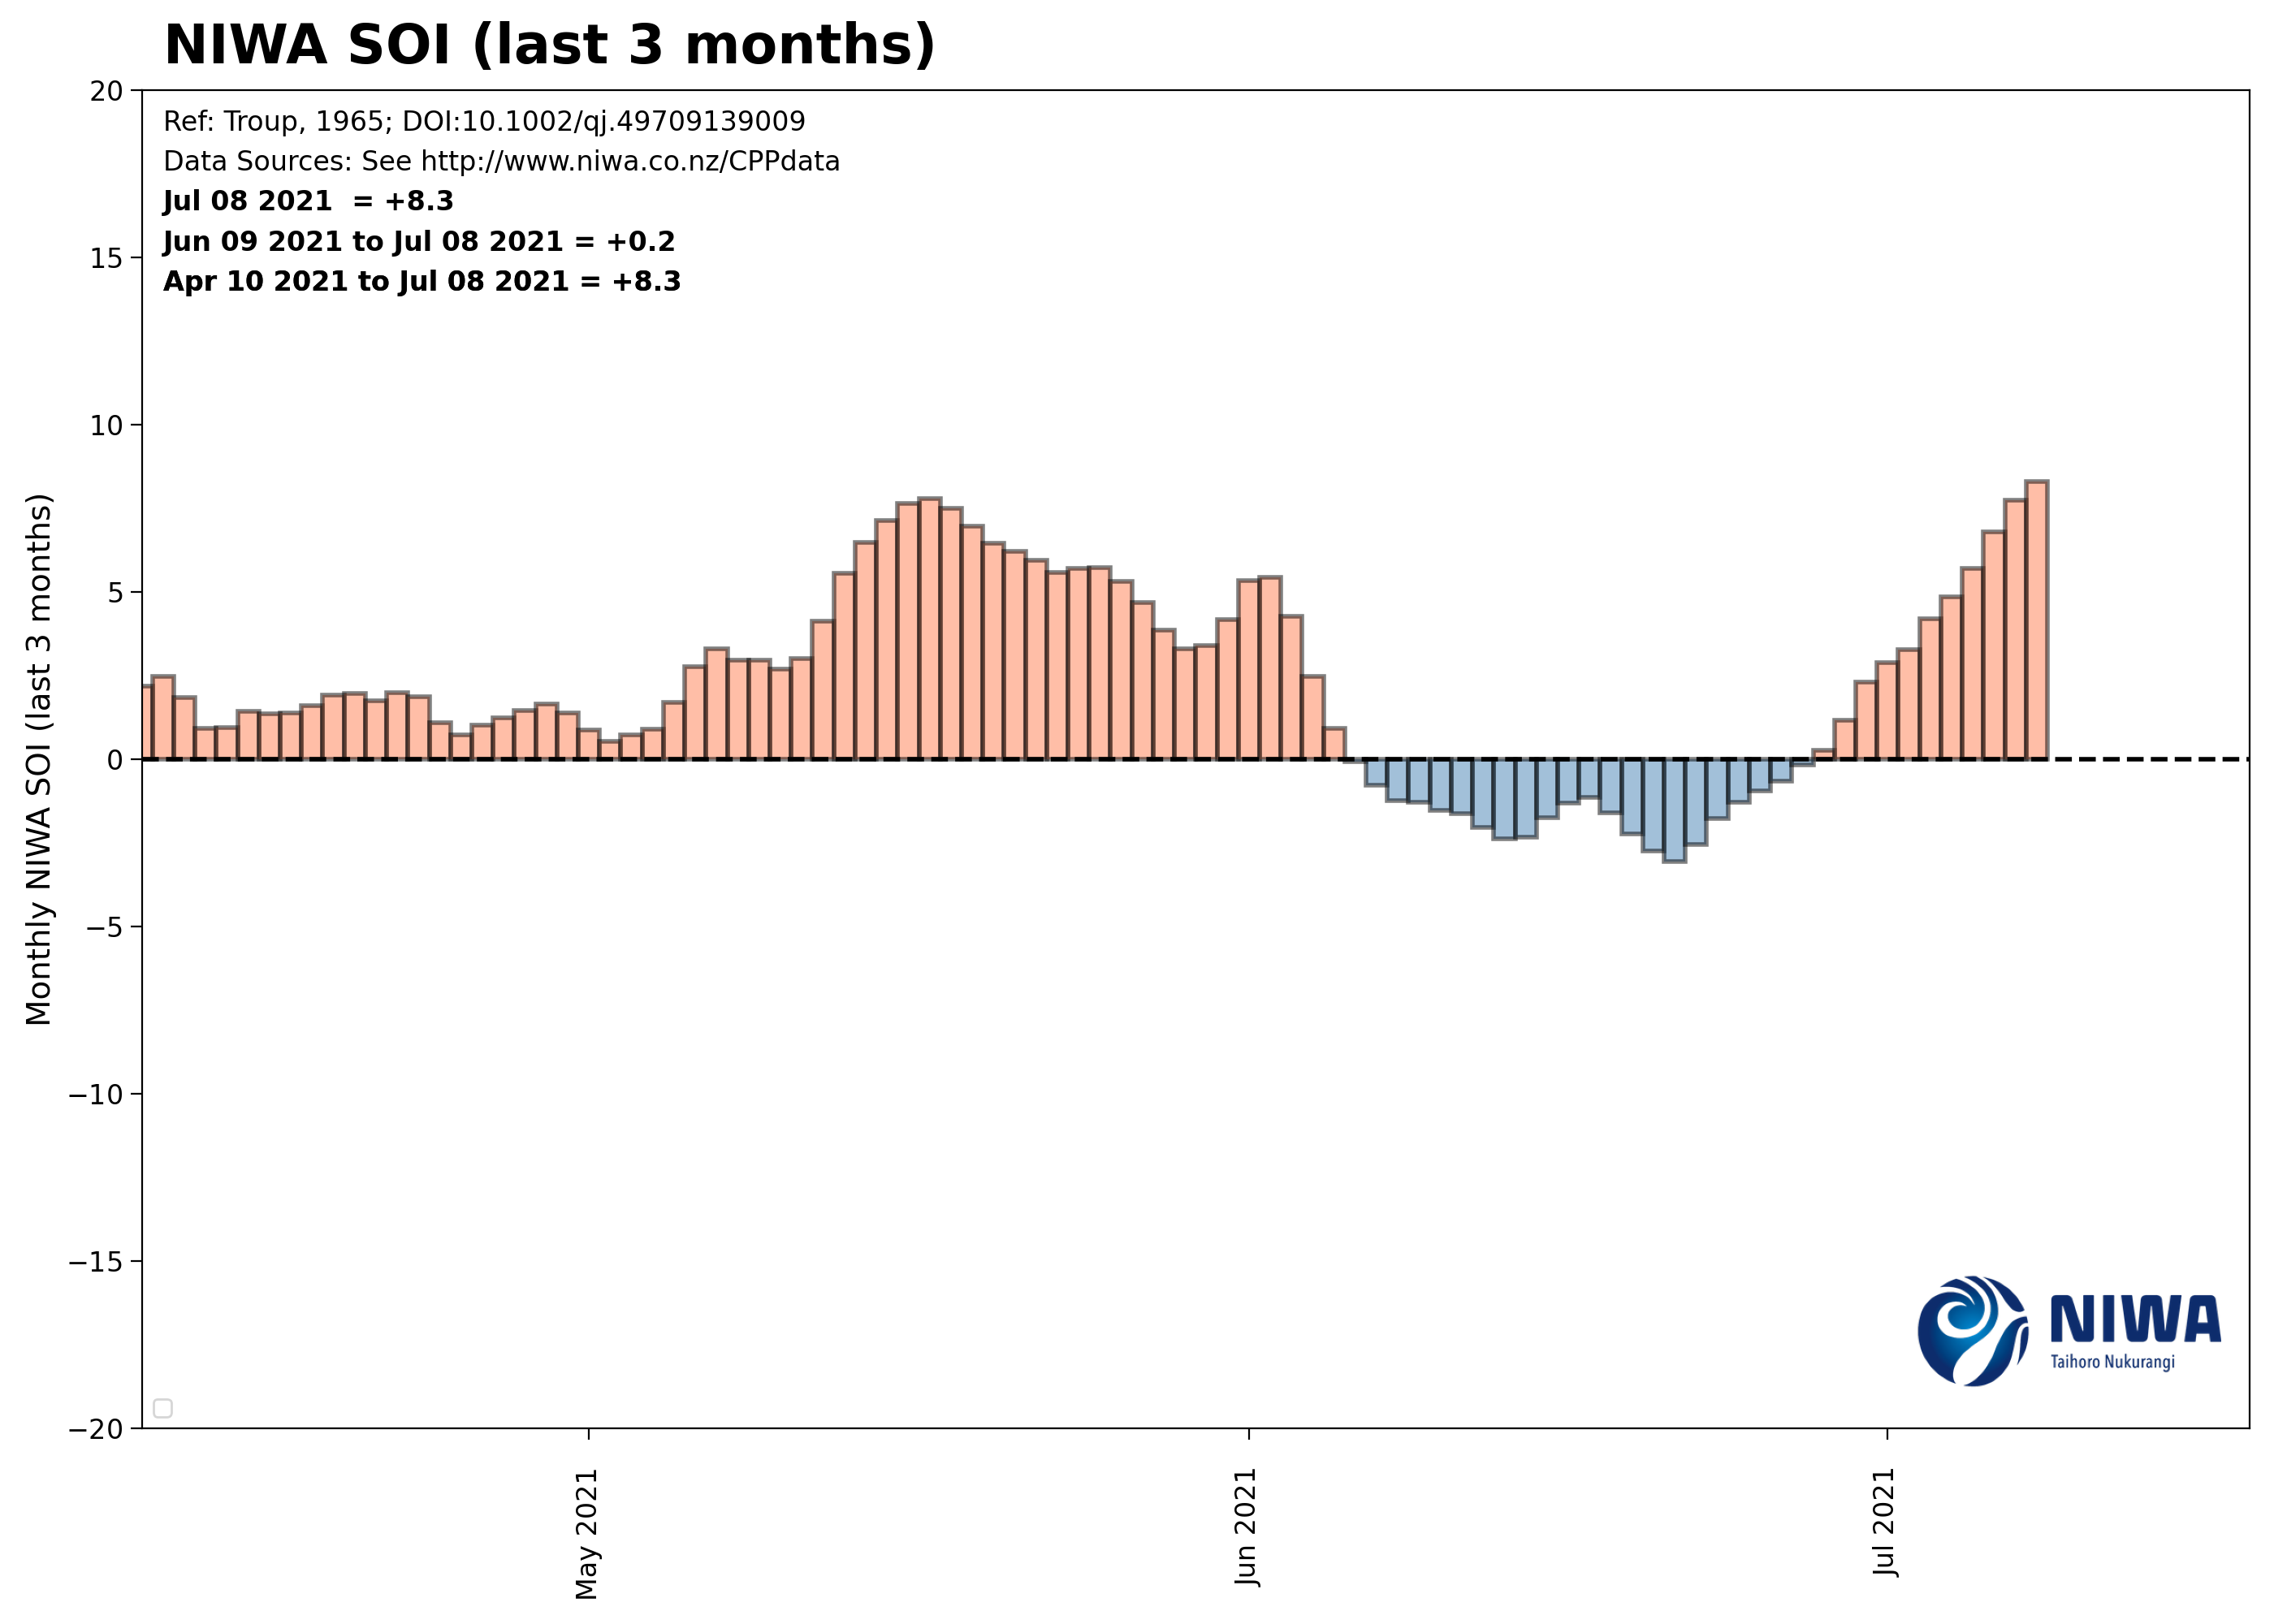 NIWA SOI (last 3 months)
Ref: Troup, 1965; DOI:10.1002/qj.49709139009
Data Sources: See http://www.niwa.co.nz/CPPdata
Jul 08 2021  = +8.3
Jun 09 2021 to Jul 08 2021 = +0.2
Apr 10 2021 to Jul 08 2021 = +8.3
Monthly NIWA SOI (last 3 months)
20
15
10
5
0
−5
−10
−15
−20
NIWA
Taihoro Nukurangi
May 2021
Jun 2021
Jul 2021